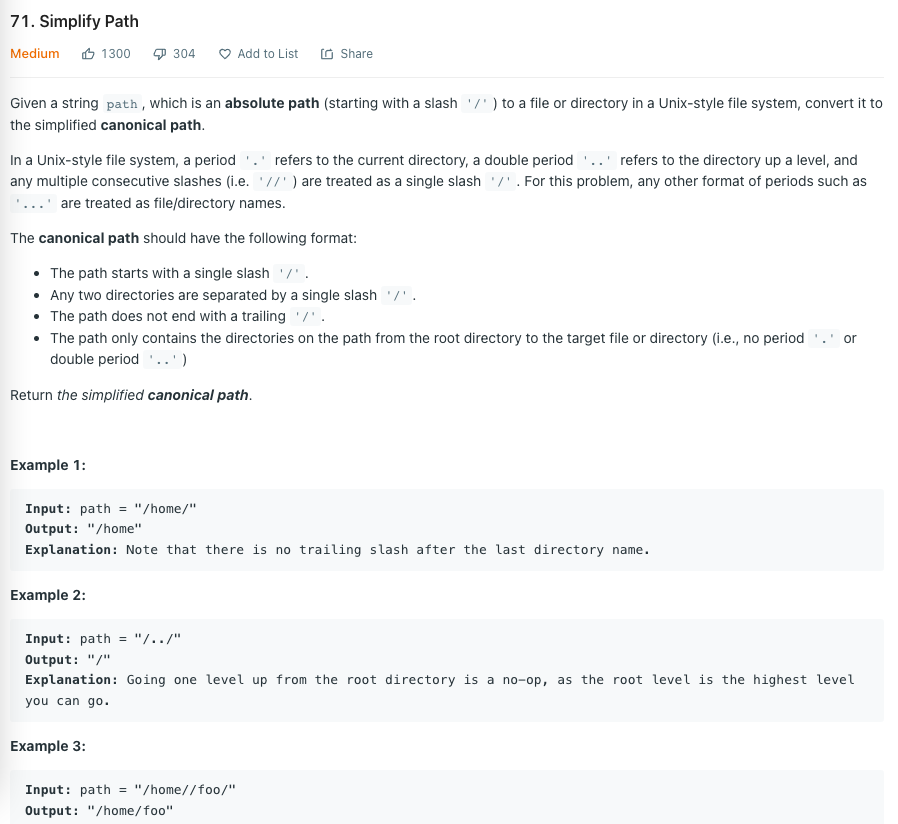 71. Simplify Path
Medium 1300 304 Add to List Share
Given a string path, which is an absolute path (starting with a slash '/') to a file or directory in a Unix-style file system, convert it to
the simplified canonical path.
In a Unix-style file system, a period '.' refers to the current directory, a double period '..' refers to the directory up a level, and
any multiple consecutive slashes (i.e. '//') are treated as a single slash '/'. For this problem, any other format of periods such as
'...' are treated as file/directory names.
The canonical path should have the following format:
• The path starts with a single slash '/'.
• Any two directories are separated by a single slash '/'.
• The path does not end with a trailing '/'.
• The path only contains the directories on the path from the root directory to the target file or directory (i.e., no period '.' or
double period '..')
Return the simplified canonical path.
Example 1:
Input: path = "/home/"
Output: "/home"
Explanation: Note that there is no trailing slash after the last directory name.
Example 2:
Input: path = "/../"
Output: "/"
Explanation: Going one level up from the root directory is a no-op, as the root level is the highest level
you can go.
Example 3:
Input: path = "/home//foo/"
Output: "/home/foo"